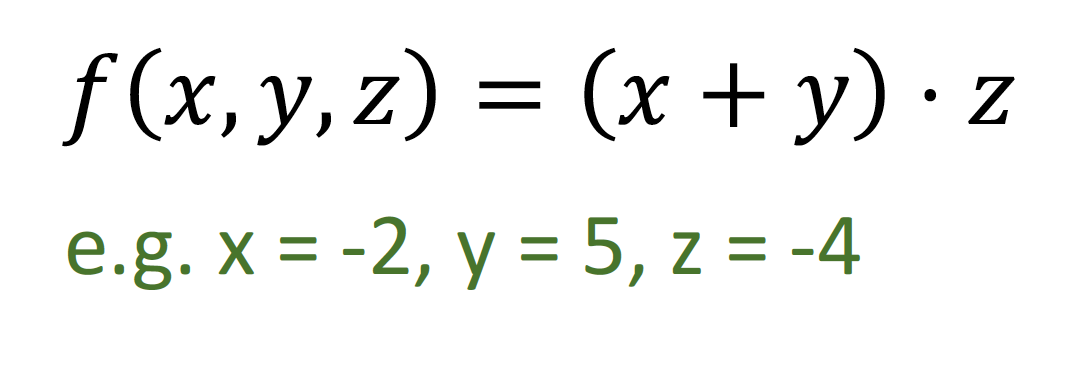 f(x, y, z) = (x + y) · z
e.g. x = -2, y = 5, z = -4